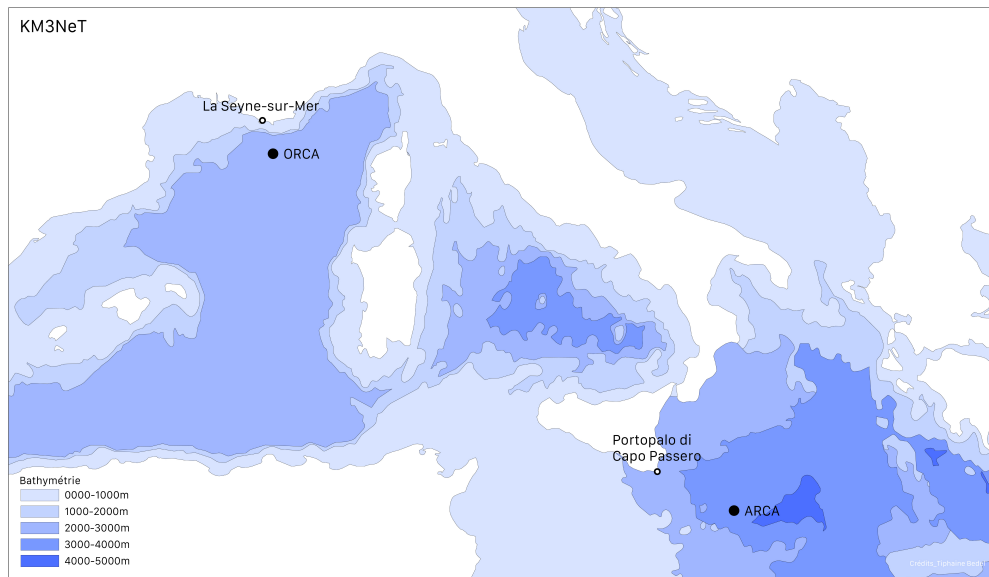 KM3NeT
La Seyne-sur-Mer
ORCA
Portopalo di
Capo Passero
ARCA
Bathymétrie
0000-1000m
1000-2000m
2000-3000m
3000-4000m
4000-5000m
Crédits_Tiphaine